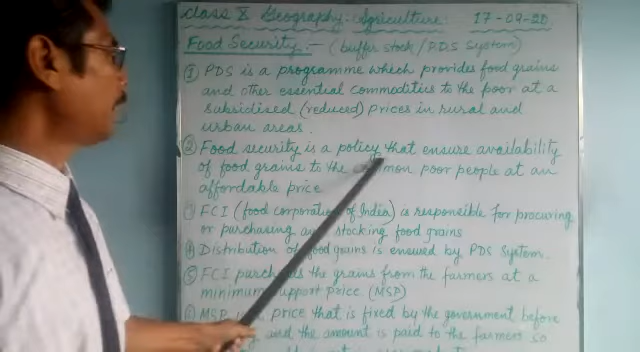 Class X Geography - Agriculture 17-09-20
Food Security :- (buffer stock / PDS System)
① PDS is a programme which provides food grains
and other essential commodities to the poor at a
subsidised (reduced) prices in rural and
urban areas.
② Food security is a policy that ensure availability
of food grains to the common poor people at an
affordable price
FCI (food corporation of India) is responsible for procuring
or purchasing and stocking food grains
④ Distribution of food grains is ensured by PDS System.
⑤ FCI purchases the grains from the farmers at a
minimum support price (MSP)
MSP price that is fixed by the government before
and the amount is paid to the farmers so